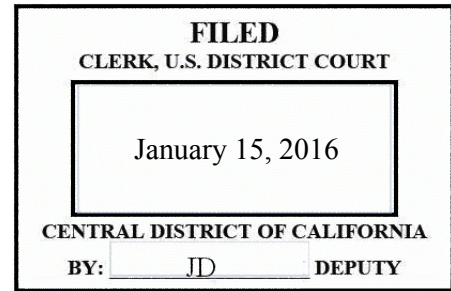 FILED
CLERK, U.S. DISTRICT COURT
January 15, 2016
CENTRAL DISTRICT OF CALIFORNIA
BY: JD DEPUTY